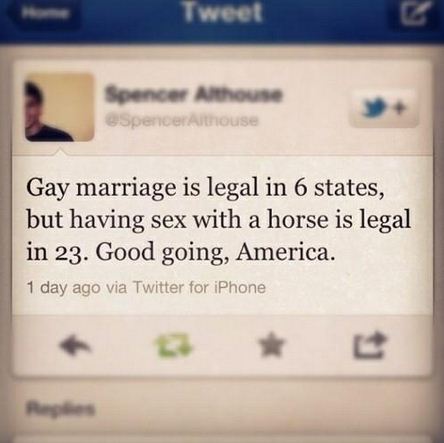 Home
Tweet
Spencer Althouse
@SpencerAlthouse
Gay marriage is legal in 6 states,
but having sex with a horse is legal
in 23. Good going, America.
1 day ago via Twitter for iPhone
Replies